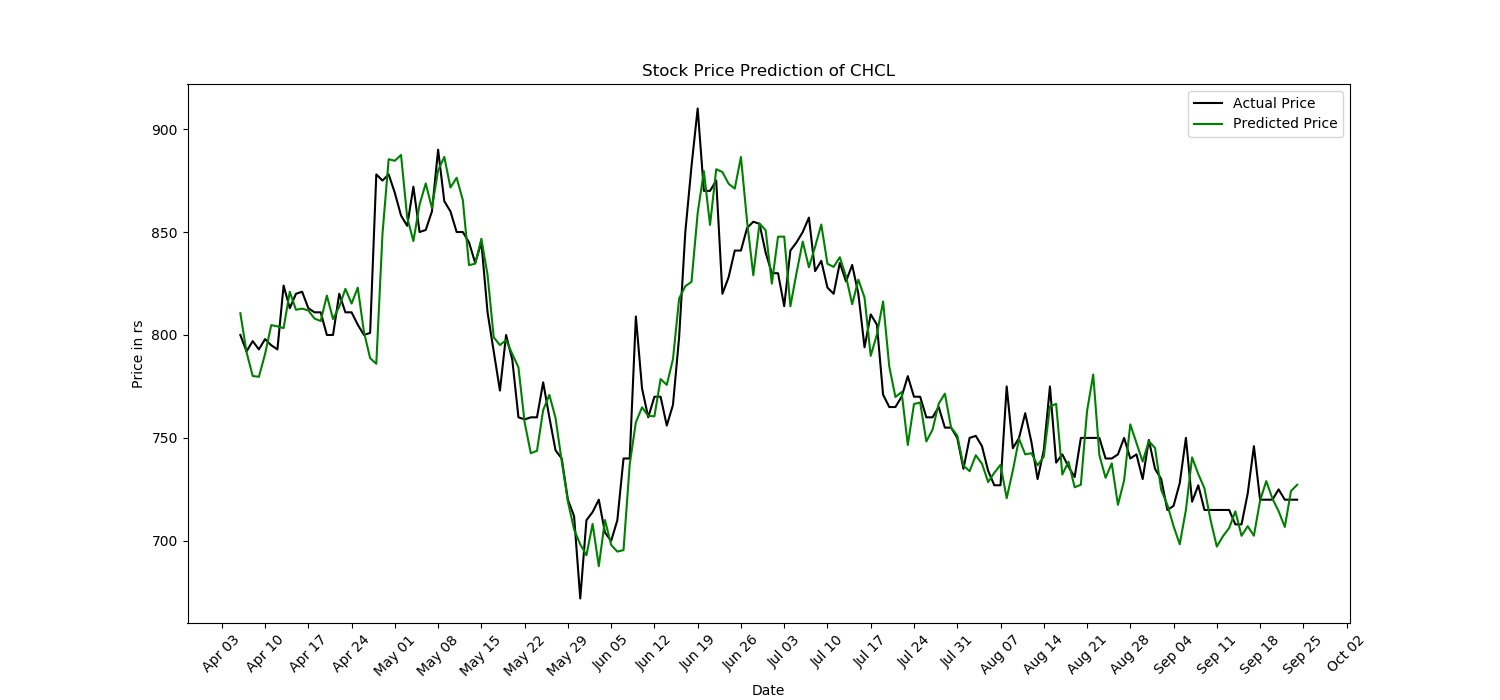 Stock Price Prediction of CHCL
Actual Price
Predicted Price
900
850
800
750
700
Price in rs
Apr 03
Apr 10
Apr 17
Apr 24
May 01
May 08
May 15
May 22
May 29
Jun 05
Jun 12
Jun 19
Jun 26
Jul 03
Jul 10
Jul 17
Jul 24
Jul 31
Aug 07
Aug 14
Aug 21
Aug 28
Sep 04
Sep 11
Sep 18
Sep 25
Oct 02
Date